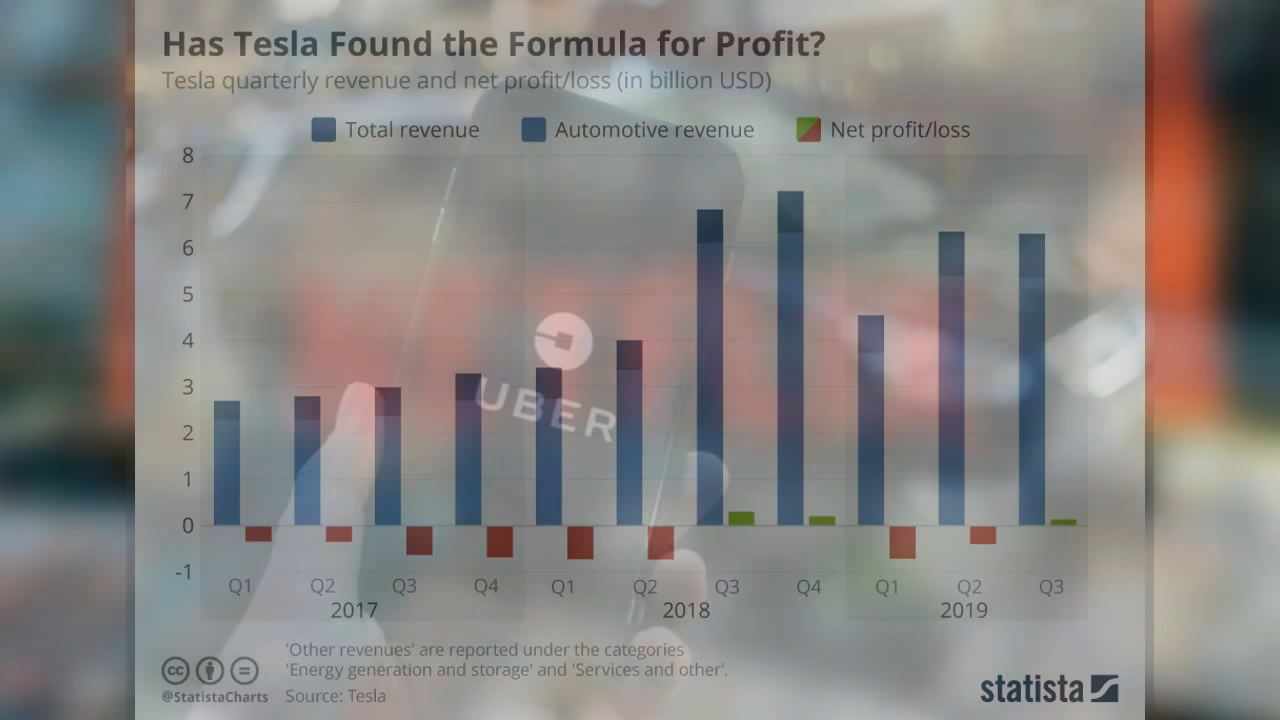 Has Tesla Found the Formula for Profit?
Tesla quarterly revenue and net profit/loss (in billion USD)
Total revenue Automotive revenue Net profit/loss
8
7
6
5
4
3
2
1
0
-1
UBER
Q1 Q2 Q3 Q4 Q1 Q2 Q3 Q4 Q1 Q2 Q3
2017 2018 2019
'Other revenues' are reported under the categories
'Energy generation and storage' and 'Services and other'.
@StatistaCharts Source: Tesla
cc
statista